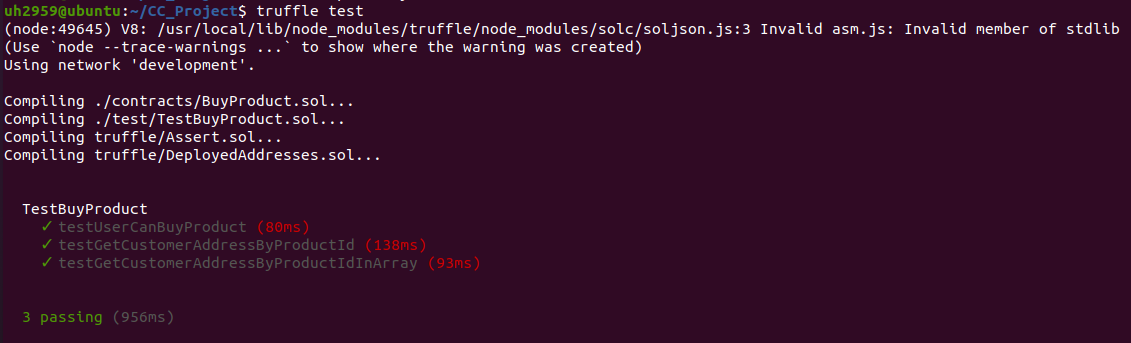 uh2959@ubuntu:~/CC_Project$ truffle test
(node:49645) V8: /usr/local/lib/node_modules/truffle/node_modules/solc/soljson.js:3 Invalid asm.js: Invalid member of stdlib
(Use `node --trace-warnings ...` to show where the warning was created)
Using network 'development'.
Compiling ./contracts/BuyProduct.sol...
Compiling ./test/TestBuyProduct.sol...
Compiling truffle/Assert.sol...
Compiling truffle/DeployedAddresses.sol...
TestBuyProduct
✓ testUserCanBuyProduct (80ms)
✓ testGetCustomerAddressByProductId (138ms)
✓ testGetCustomerAddressByProductIdInArray (93ms)
3 passing (956ms)